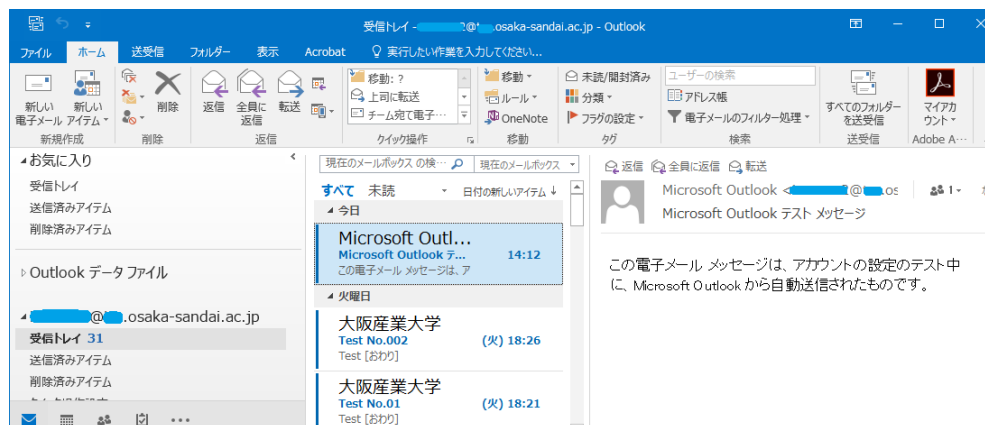 受信トレイ - 2@ .osaka-sandai.ac.jp - Outlook
ファイル ホーム 送受信 フォルダー 表示 Acrobat 実行したい作業を入力してください...
新しい
電子メール
新しい
アイテム
新規作成
削除
削除
返信
全員に
返信
転送
返信
移動: ?
上司に転送
チーム宛て電子…
クイック操作
移動
ルール
OneNote
移動
未読/開封済み
分類
フラグの設定
タグ
ユーザーの検索
アドレス帳
電子メールのフィルター処理
検索
すべてのフォルダー
を送受信
送受信
マイアカ
ウント
Adobe A…
お気に入り
受信トレイ
送信済みアイテム
削除済みアイテム
Outlook データ ファイル
@ .osaka-sandai.ac.jp
受信トレイ 31
送信済みアイテム
削除済みアイテム
現在のメールボックス の検… 現在のメールボックス
すべて 未読 日付の新しいアイテム ↓
今日
Microsoft Outl...
Microsoft Outlook テ... 14:12
この電子メール メッセージは、ア
火曜日
大阪産業大学
Test No.002 (火) 18:26
Test [おわり]
大阪産業大学
Test No.01 (火) 18:21
Test [おわり]
返信 全員に返信 転送
Microsoft Outlook < @ .os 1
Microsoft Outlook テスト メッセージ
この電子メール メッセージは、アカウントの設定のテスト中
に、Microsoft Outlook から自動送信されたものです。